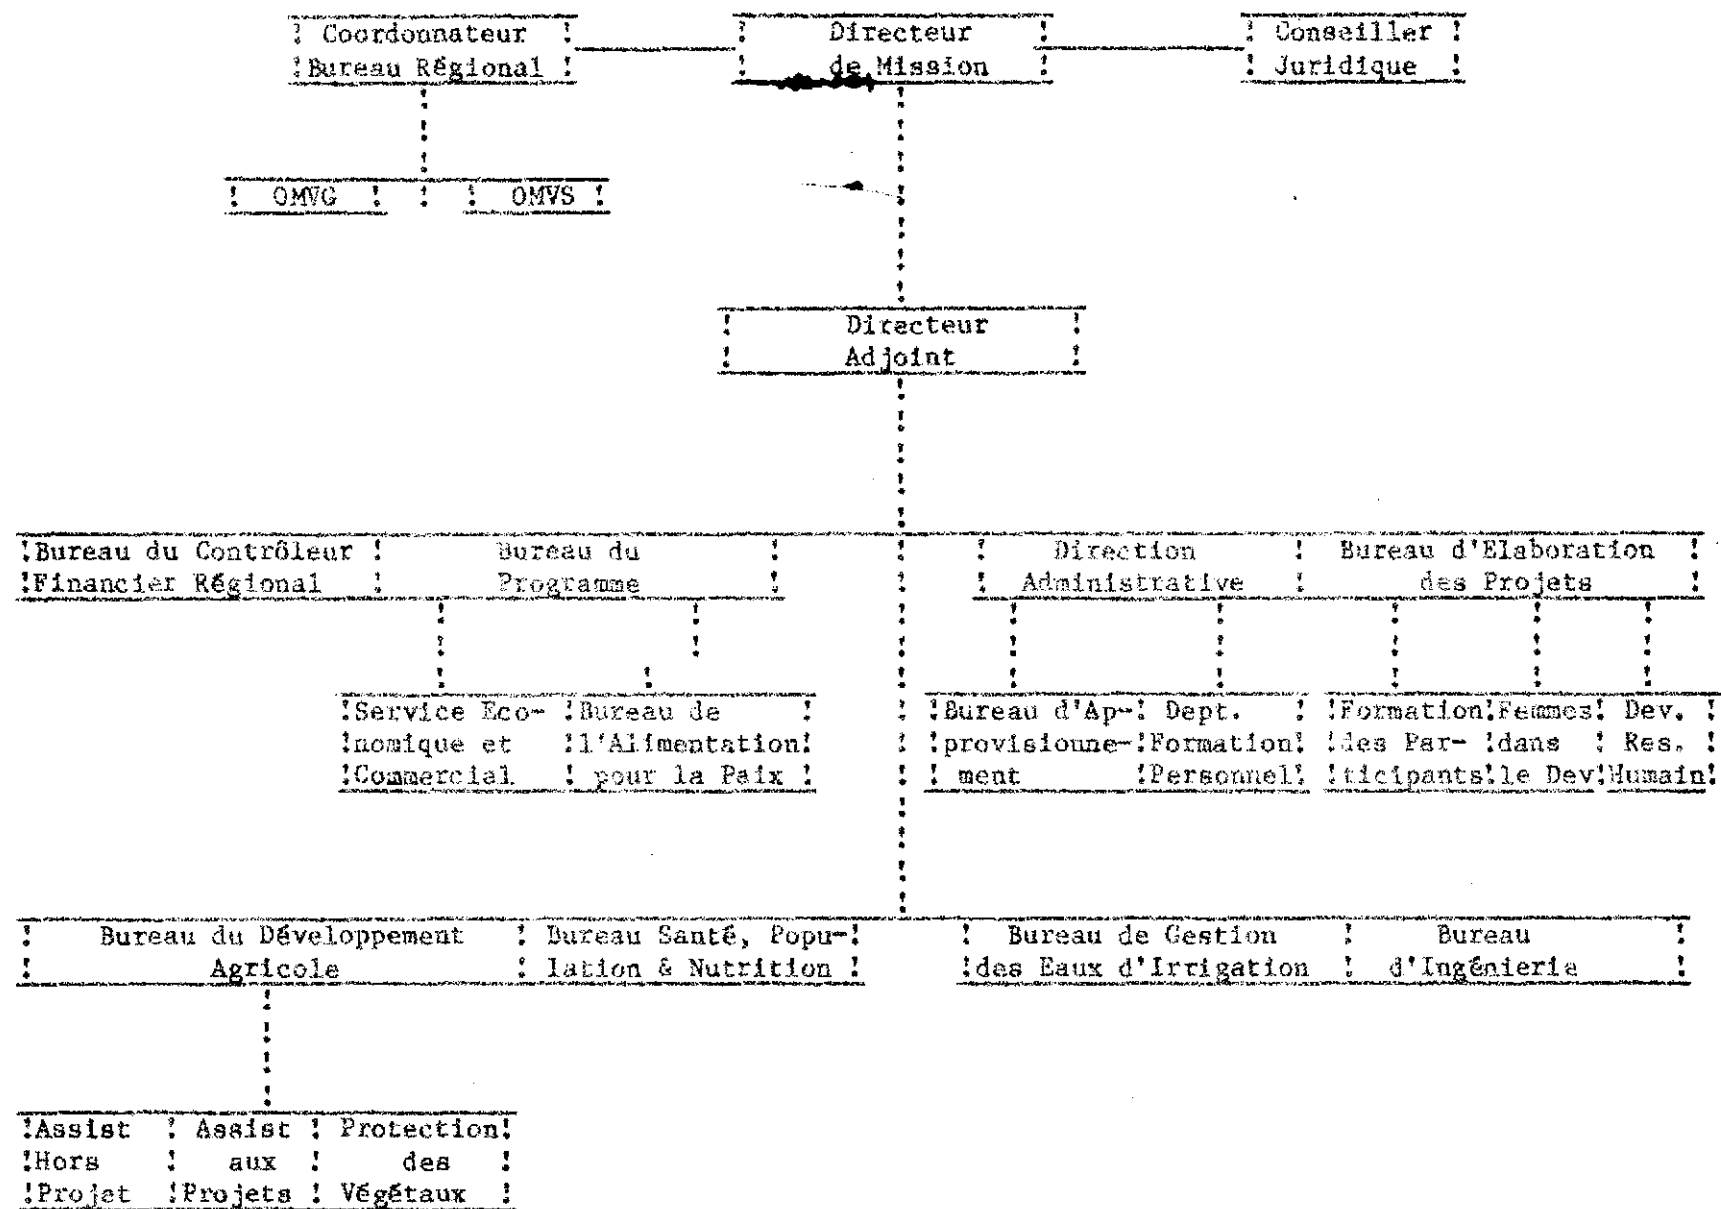 Coordonnateur
Bureau Régional
Directeur
de Mission
Conseiller
Juridique
OMVG
OMVS
Directeur
Adjoint
Bureau du Contrôleur
Financier Régional
Bureau du
Programme
Direction
Administrative
Bureau d'Elaboration
des Projets
Service Eco-
nomique et
Commercial
Bureau de
l'Alimentation
pour la Paix
Bureau d'Ap-
provisionne-
ment
Dept.
Formation
Personnel
Formation
des Par-
ticipants
Femmes
dans
le Dev
Dev.
Res.
Humain
Bureau du Développement
Agricole
Bureau Santé, Popu-
lation & Nutrition
Bureau de Gestion
des Eaux d'Irrigation
Bureau
d'Ingénierie
Assist
Hors
Projet
Assist
aux
Projets
Protection
des
Végétaux